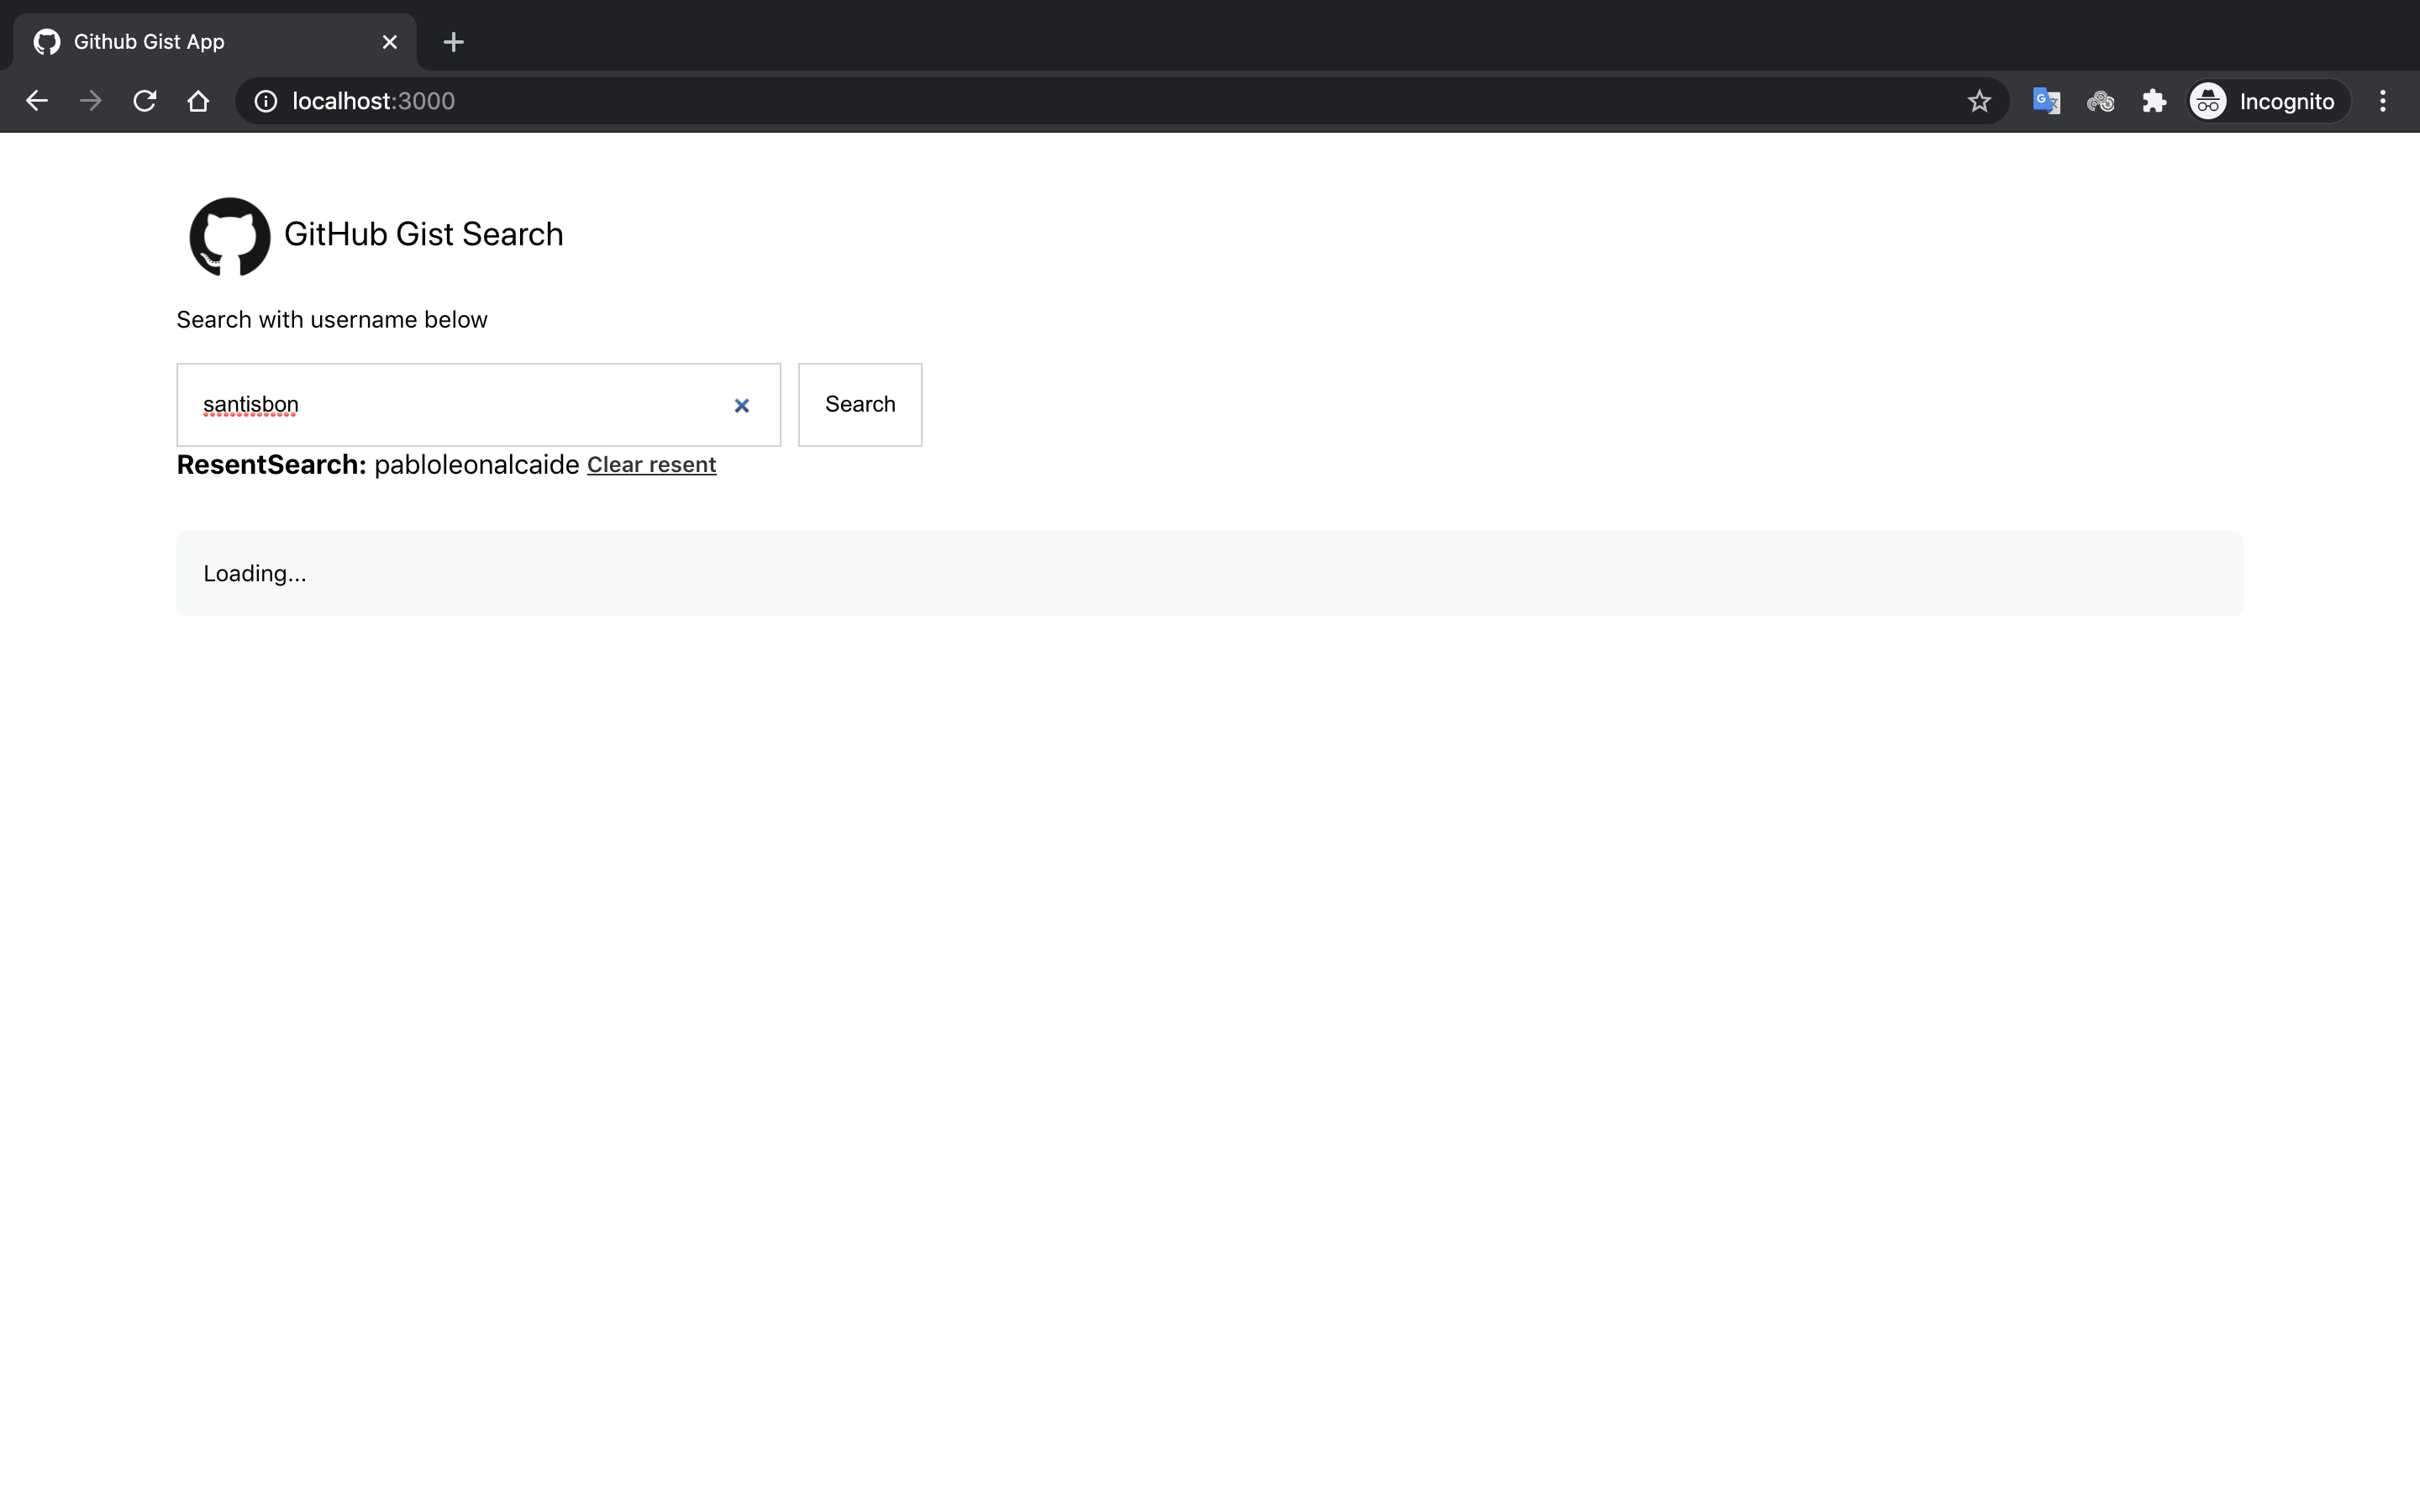 Github Gist App
localhost:3000
Incognito
GitHub Gist Search
Search with username below
santisbon
Search
ResentSearch: pabloleonalcaide Clear resent
Loading...